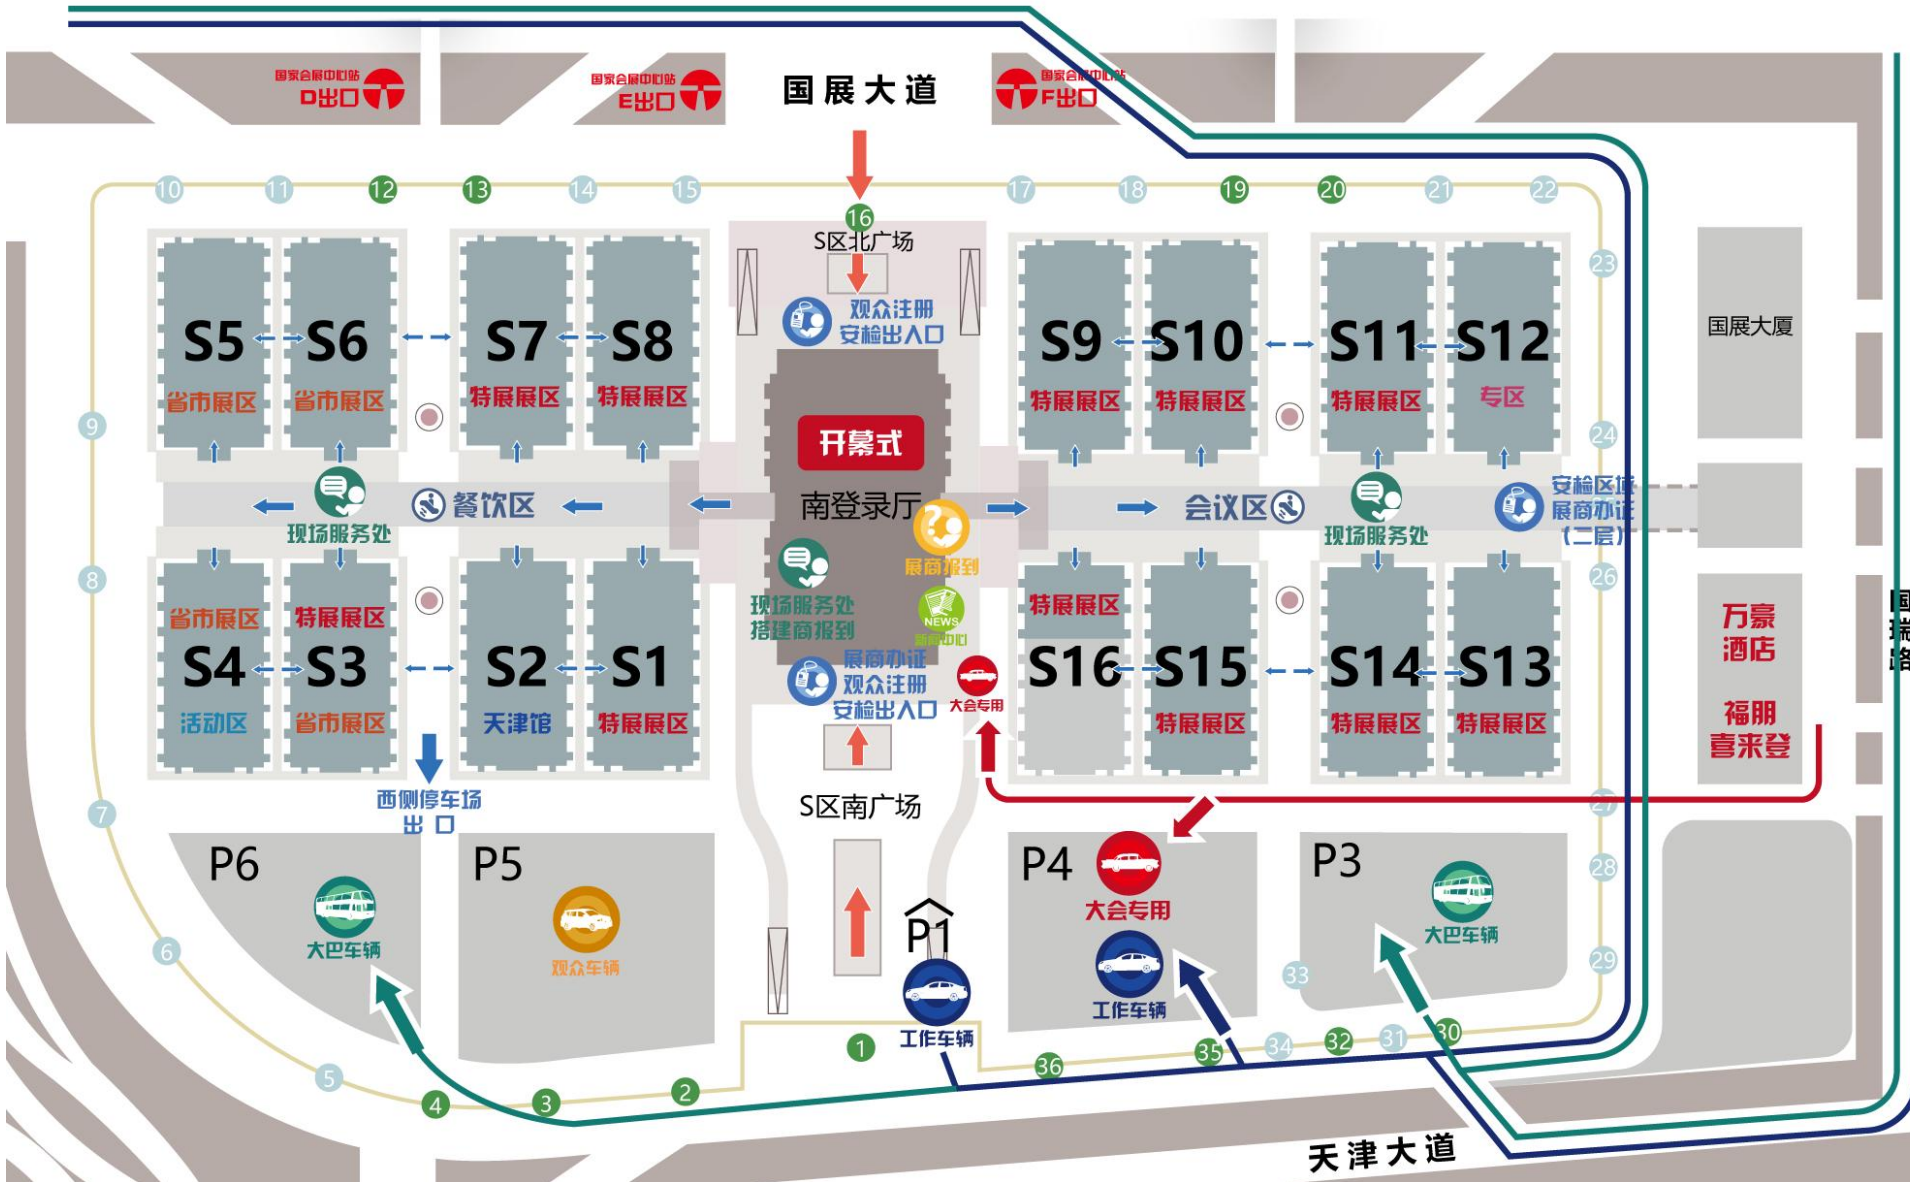 国家会展中心站
D出口
国家会展中心站
E出口
国展大道
国家会展中心站
F出口
10
11
12
13
14
15
16
17
18
19
20
21
22
S区北广场
观众注册
安检出入口
23
S5
省市展区
S6
省市展区
S7
特展展区
S8
特展展区
S9
特展展区
S10
特展展区
S11
特展展区
S12
专区
国展大厦
9
24
开幕式
南登录厅
现场服务处
餐饮区
会议区
现场服务处
安检区域
展商办证
(二层)
展商报到
现场服务处
搭建商报到
NEWS
新闻中心
8
26
省市展区
S4
活动区
特展展区
S3
省市展区
S2
天津馆
S1
特展展区
展商办证
观众注册
安检出入口
大会专用
特展展区
S16
S15
特展展区
S14
特展展区
S13
特展展区
万豪
酒店
福朋
喜来登
国瑞路
西侧停车场
出口
S区南广场
7
27
P6
大巴车辆
P5
观众车辆
P1
工作车辆
P4
大会专用
工作车辆
P3
大巴车辆
28
6
29
33
5
4
3
2
1
36
35
34
32
31
30
天津大道